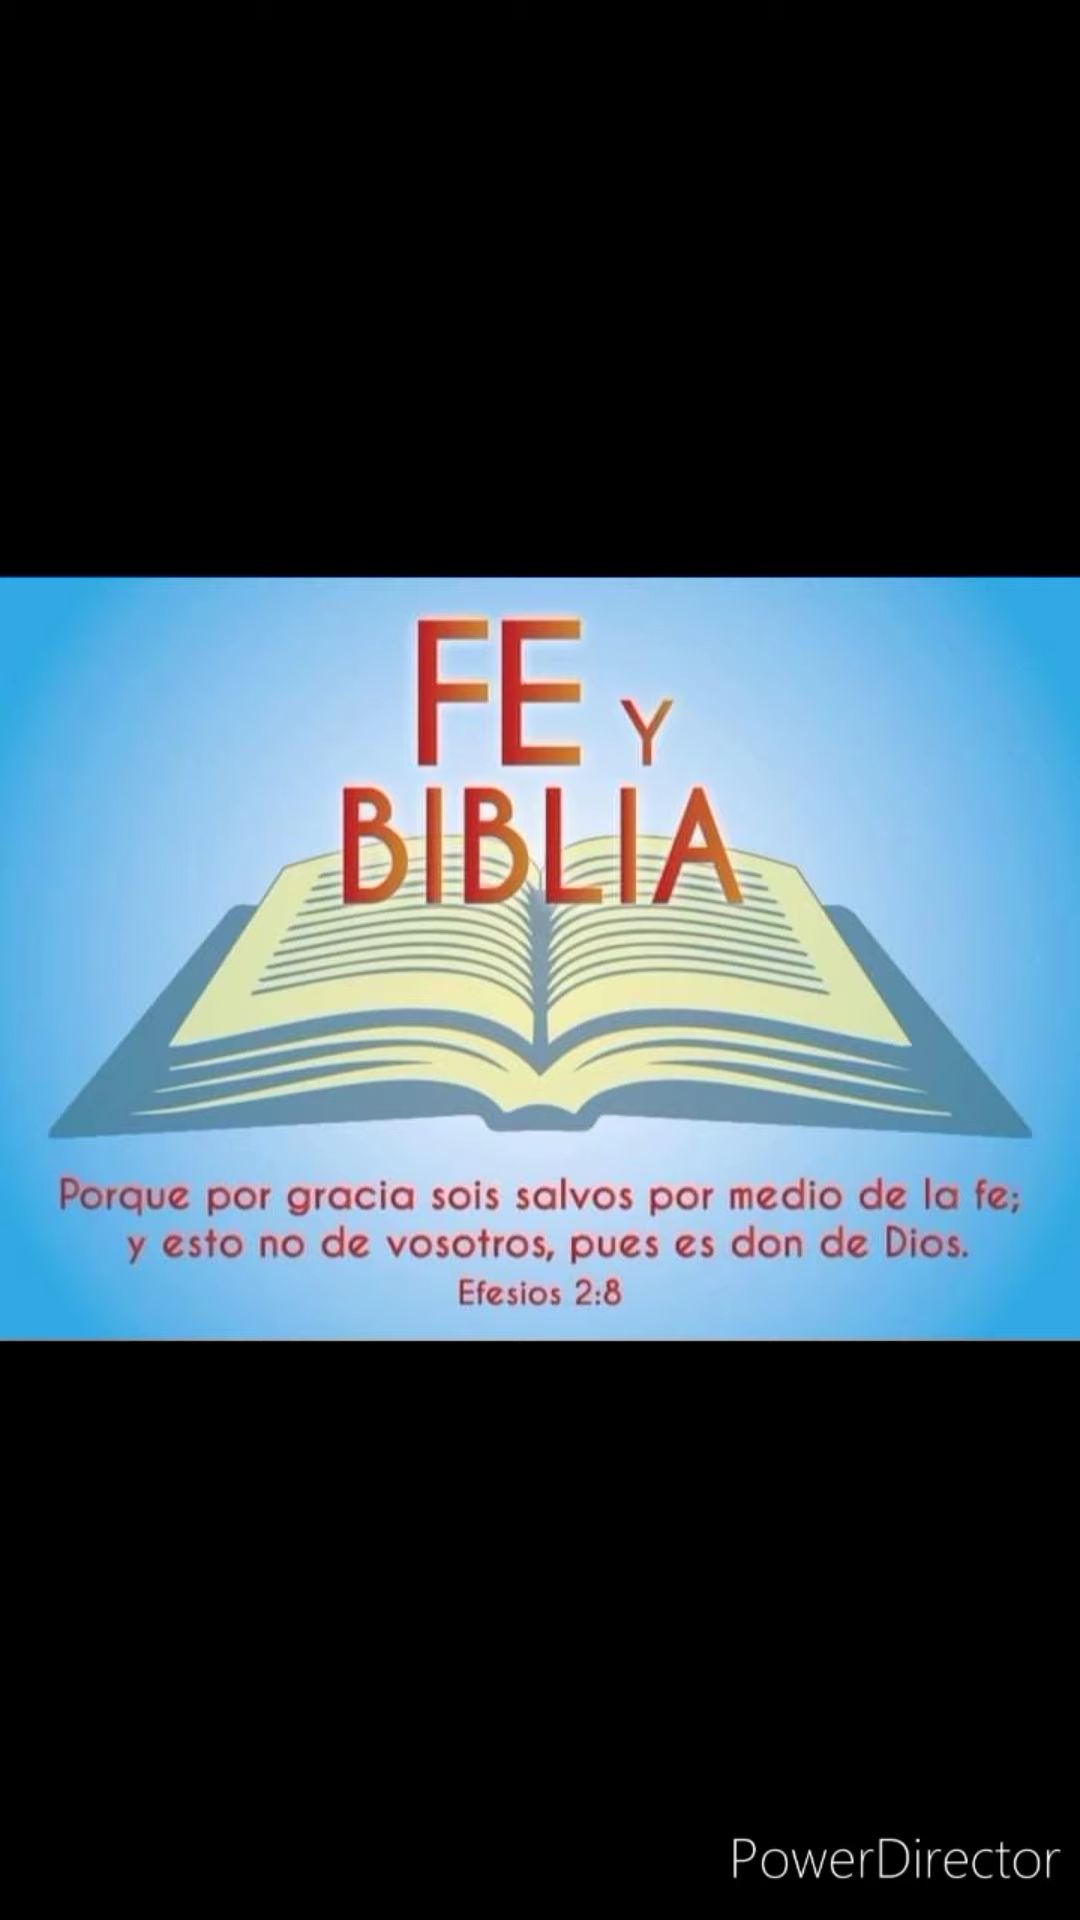 FE Y
BIBLIA
Porque por gracia sois salvos por medio de la fe;
y esto no de vosotros, pues es don de Dios.
Efesios 2:8
PowerDirector